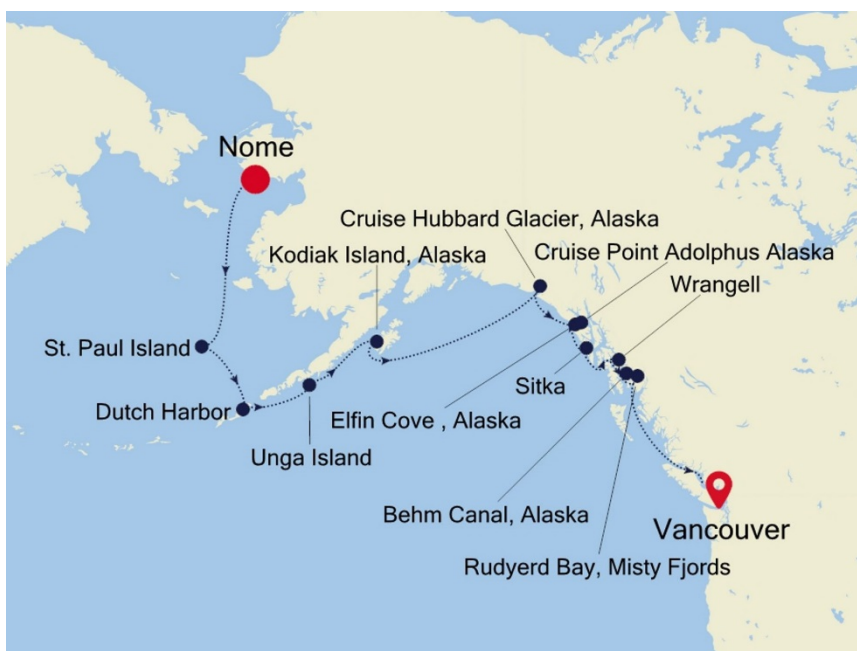 Nome
Cruise Hubbard Glacier, Alaska
Kodiak Island, Alaska
Cruise Point Adolphus Alaska
Wrangell
St. Paul Island
Dutch Harbor
Sitka
Elfin Cove , Alaska
Unga Island
Behm Canal, Alaska
Vancouver
Rudyerd Bay, Misty Fjords